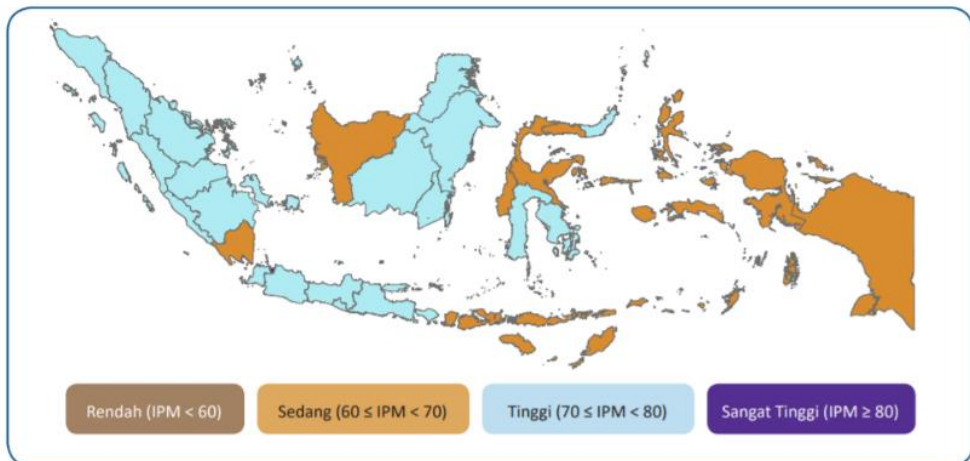 Rendah (IPM < 60)
Sedang (60 ≤ IPM < 70)
Tinggi (70 ≤ IPM < 80)
Sangat Tinggi (IPM ≥ 80)